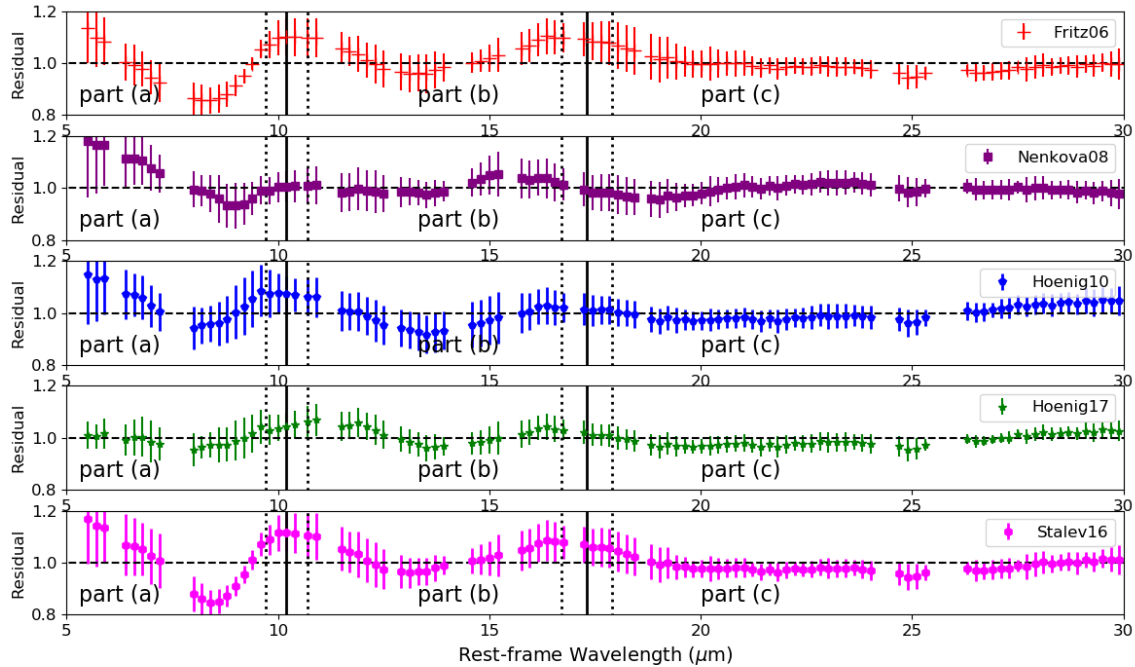 1.2
1.0
0.8
Residual
Fritz06
part (a)
part (b)
part (c)
5
10
15
20
25
30
1.2
1.0
0.8
Residual
Nenkova08
part (a)
part (b)
part (c)
5
10
15
20
25
30
1.2
1.0
0.8
Residual
Hoenig10
part (a)
part (b)
part (c)
5
10
15
20
25
30
1.2
1.0
0.8
Residual
Hoenig17
part (a)
part (b)
part (c)
5
10
15
20
25
30
1.2
1.0
0.8
Residual
Stalev16
part (a)
part (b)
part (c)
5
10
15
20
25
30
Rest-frame Wavelength (μm)